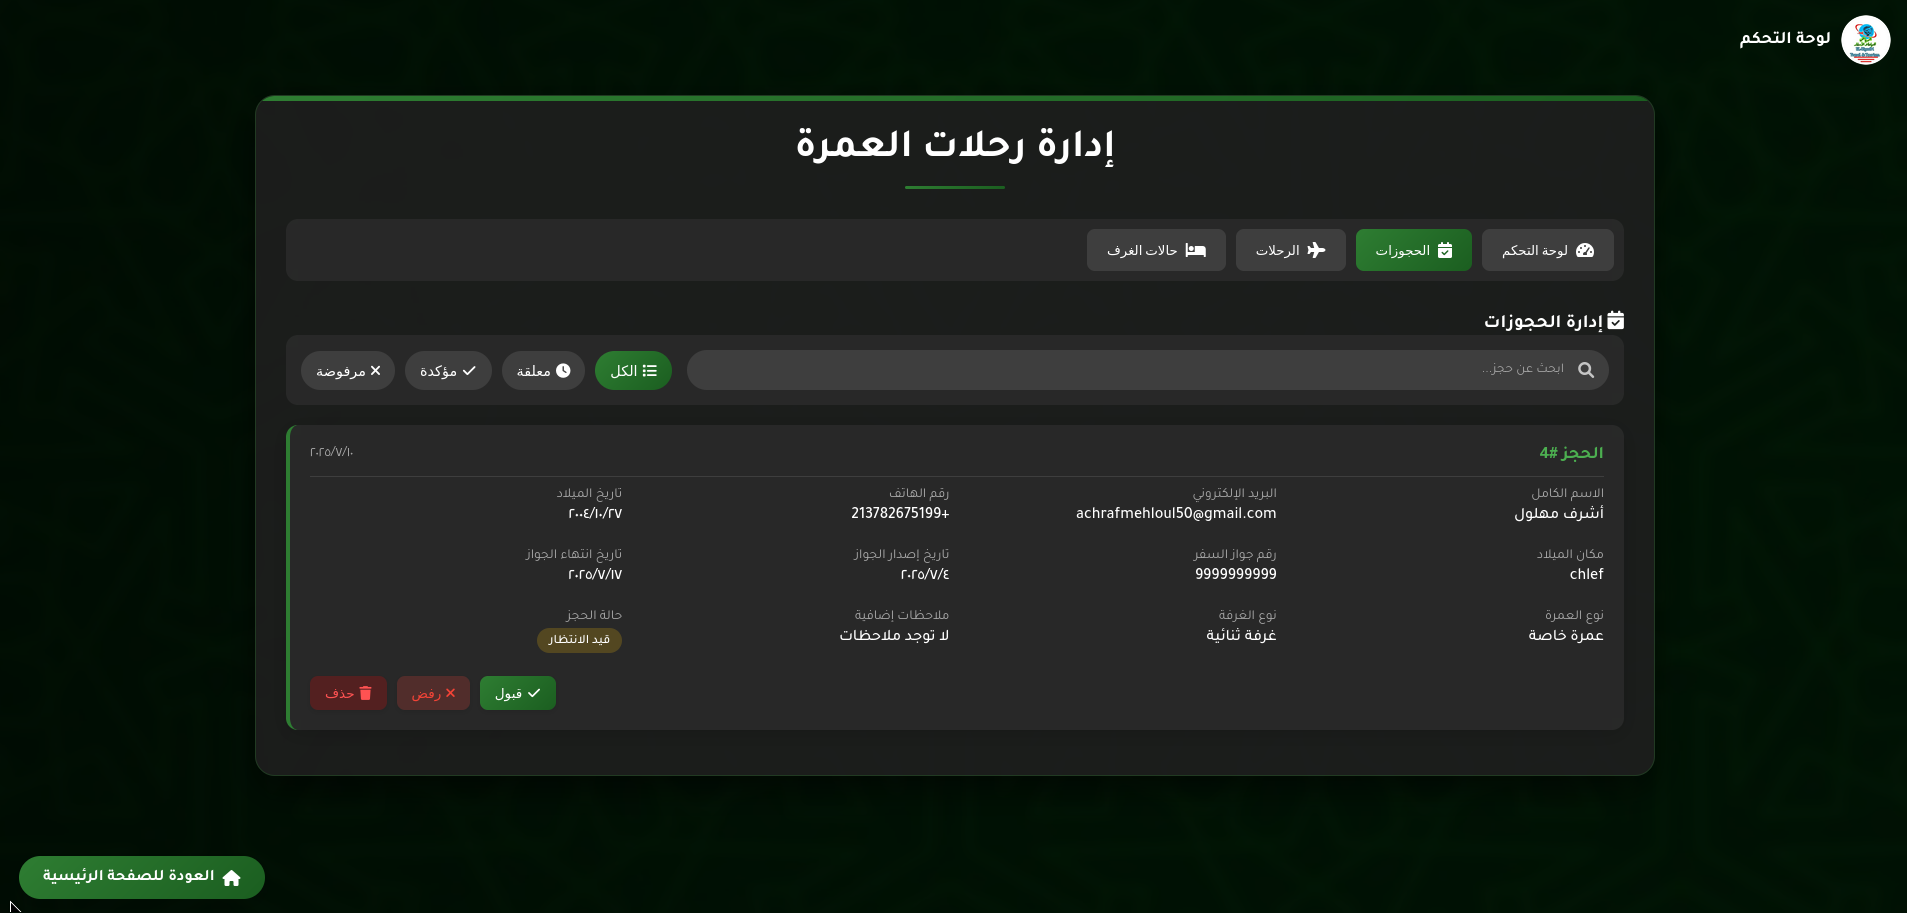 لوحة التحكم
إدارة رحلات العمرة
لوحة التحكم
الحجوزات
الرحلات
حالات الغرف
إدارة الحجوزات
ابحث عن حجز...
الكل
معلقة
مؤكدة
مرفوضة
الحجز #4
٢٠٢٥/٧/١٠
الاسم الكامل
أشرف مهلول
البريد الإلكتروني
achrafmehloul50@gmail.com
رقم الهاتف
213782675199+
تاريخ الميلاد
٢٠٠٤/١٠/٢٧
مكان الميلاد
chlef
رقم جواز السفر
9999999999
تاريخ إصدار الجواز
٢٠٢٥/٧/٤
تاريخ انتهاء الجواز
٢٠٢٥/٧/١٧
نوع العمرة
عمرة خاصة
نوع الغرفة
غرفة ثنائية
ملاحظات إضافية
لا توجد ملاحظات
حالة الحجز
قيد الانتظار
قبول
رفض
حذف
العودة للصفحة الرئيسية